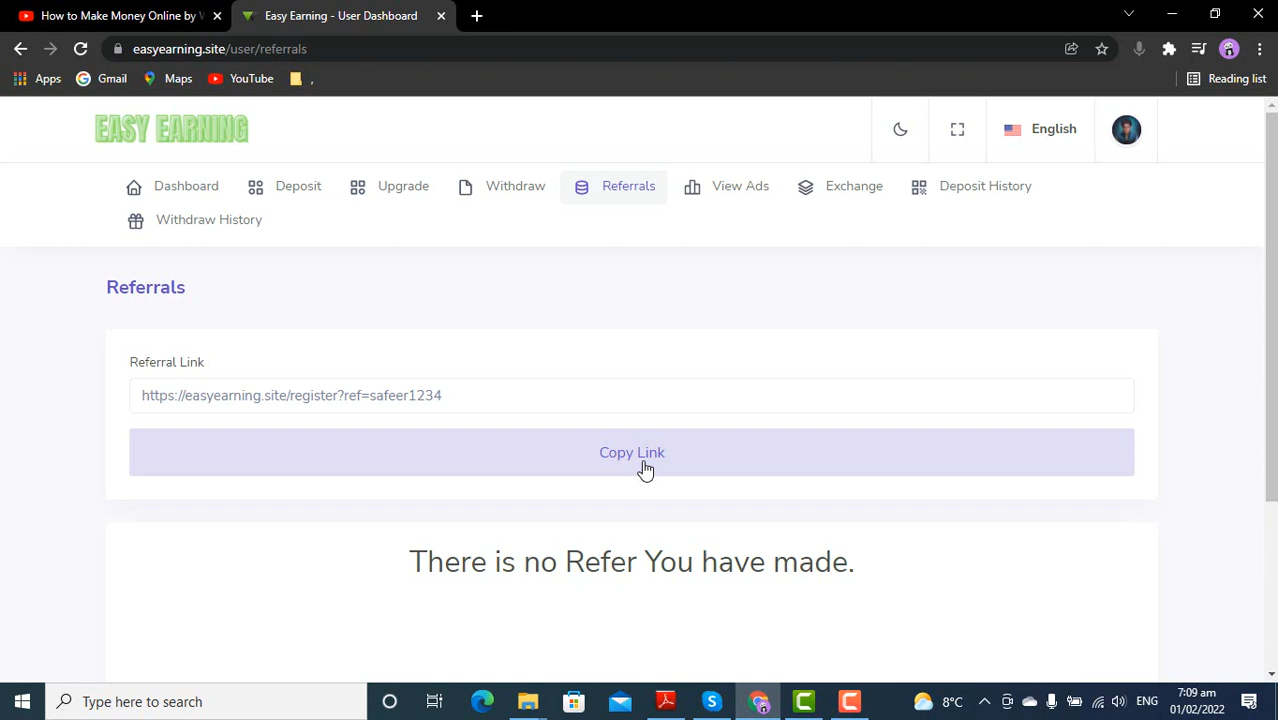 How to Make Money Online by
Easy Earning - User Dashboard
easyearning.site/user/referrals
Apps
Gmail
Maps
YouTube
,
Reading list
EASY EARNING
English
Dashboard
Deposit
Upgrade
Withdraw
Referrals
View Ads
Exchange
Deposit History
Withdraw History
Referrals
Referral Link
https://easyearning.site/register?ref=safeer1234
Copy Link
There is no Refer You have made.
Type here to search
8°C
ENG
7:09 am
01/02/2022